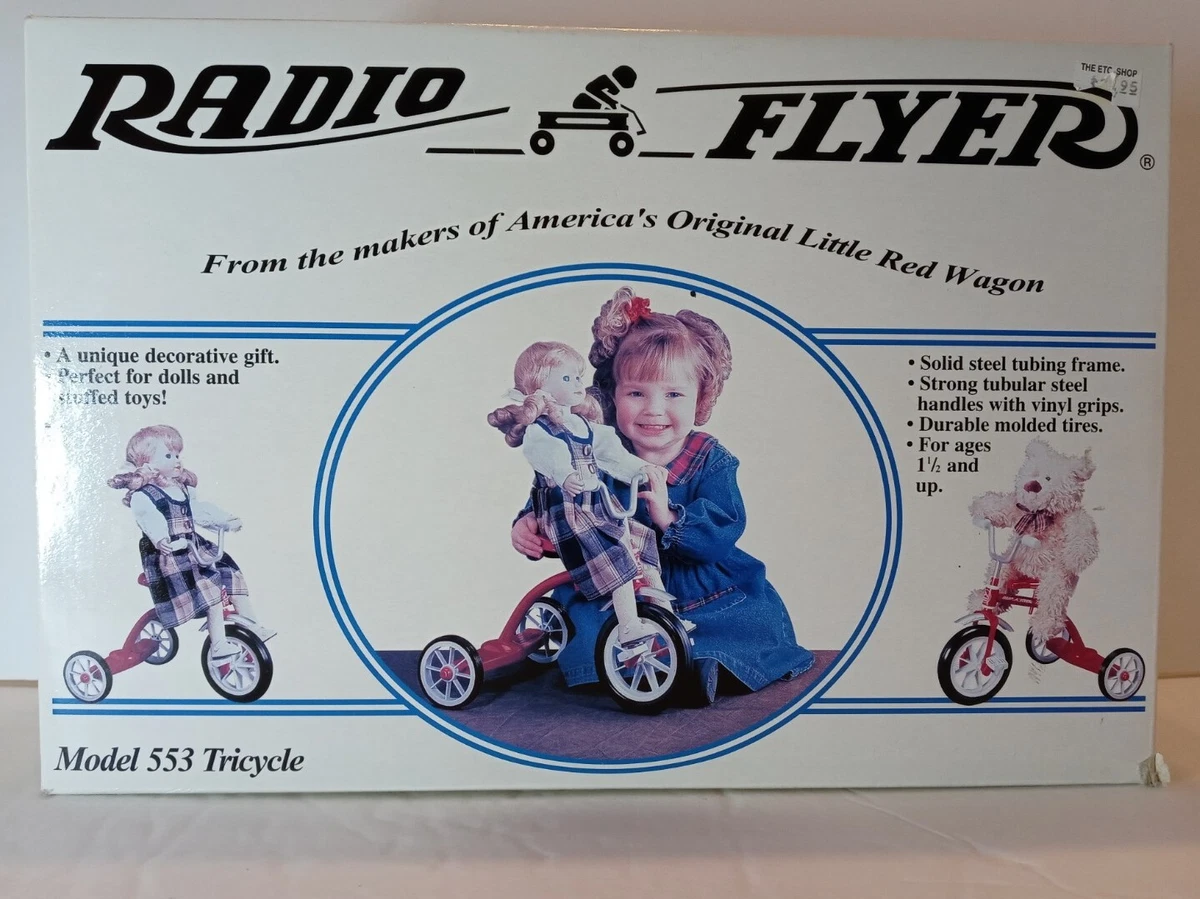 RADIO FLYER ®
THE ETC. SHOP
95
From the makers of America's Original Little Red Wagon
• A unique decorative gift.
• Perfect for dolls and
stuffed toys!
• Solid steel tubing frame.
• Strong tubular steel
handles with vinyl grips.
• Durable molded tires.
• For ages
1½ and
up.
Model 553 Tricycle